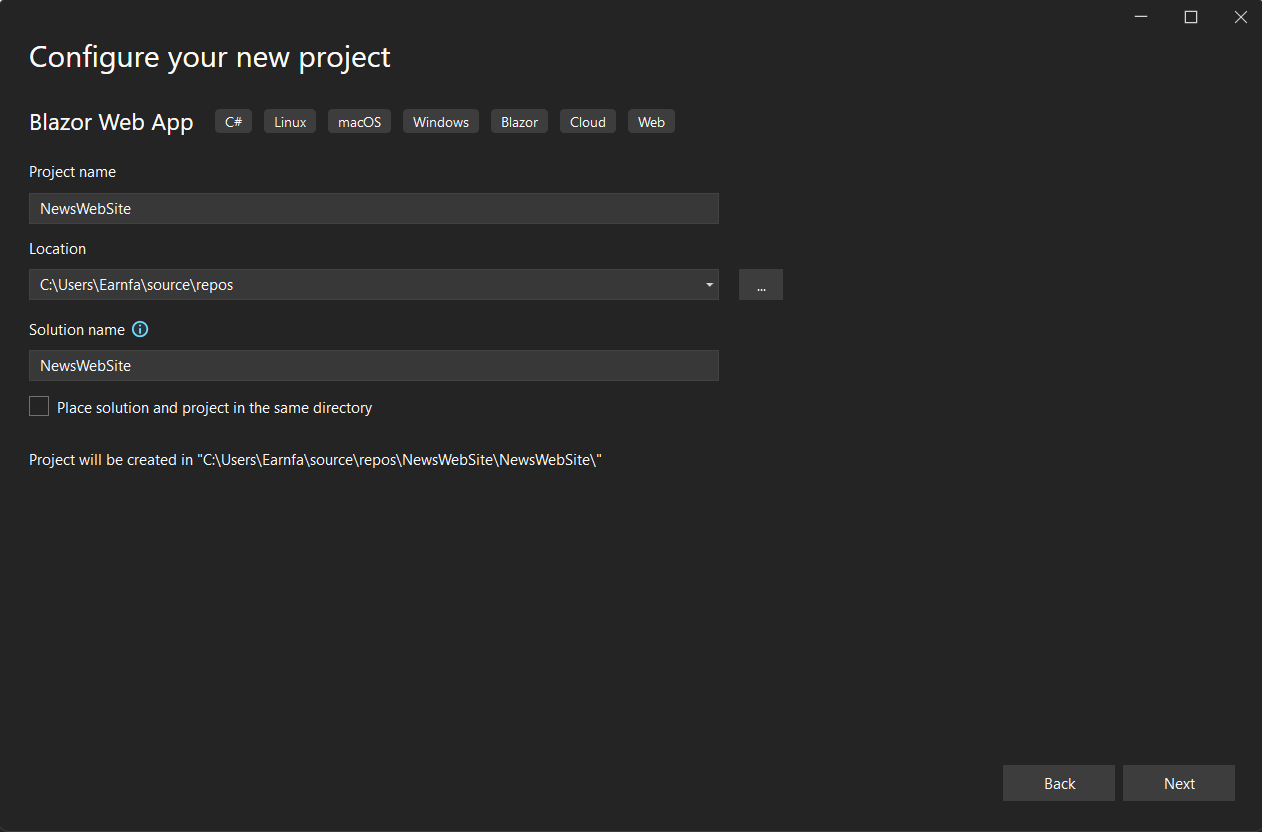 Configure your new project
Blazor Web App C# Linux macOS Windows Blazor Cloud Web
Project name
NewsWebSite
Location
C:\Users\Earnfa\source\repos
...
Solution name
NewsWebSite
Place solution and project in the same directory
Project will be created in "C:\Users\Earnfa\source\repos\NewsWebSite\NewsWebSite\"
Back Next